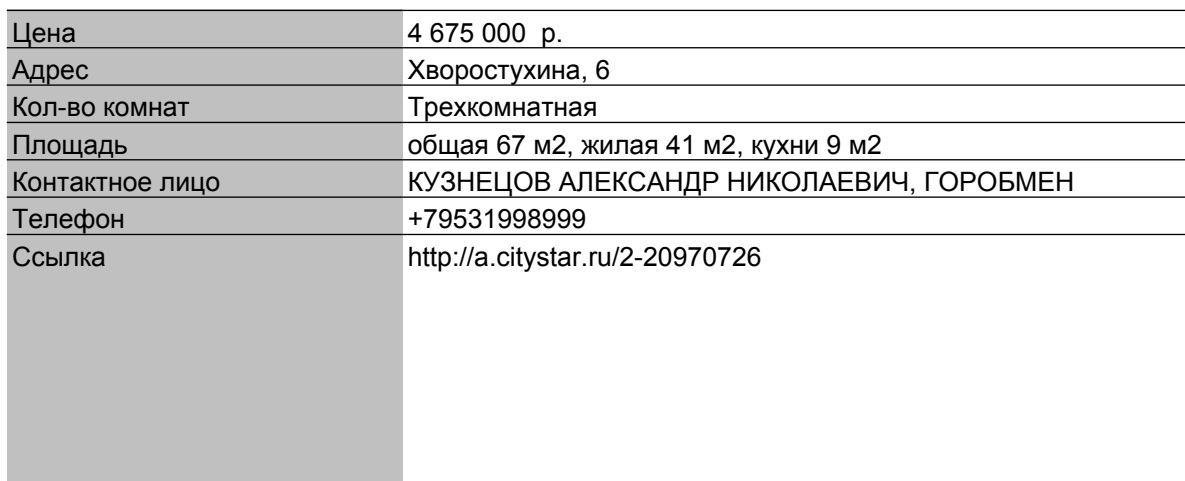 Цена 4 675 000 р.
Адрес Хворостухина, 6
Кол-во комнат Трехкомнатная
Площадь общая 67 м2, жилая 41 м2, кухни 9 м2
Контактное лицо КУЗНЕЦОВ АЛЕКСАНДР НИКОЛАЕВИЧ, ГОРОБМЕН
Телефон +79531998999
Ссылка http://a.citystar.ru/2-20970726